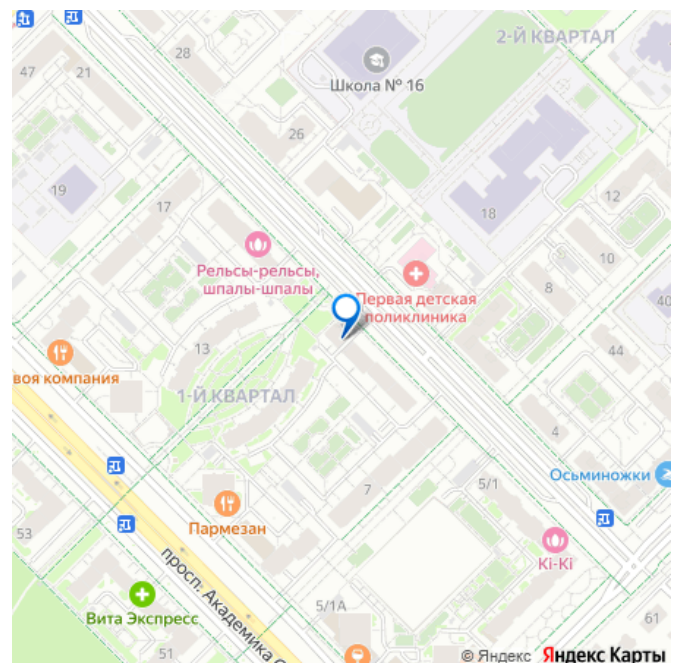 2-Й КВАРТАЛ
28
47
21
Школа № 16
26
19
12
18
17
10
Рельсы-рельсы,
шпалы-шпалы
8
40
Первая детская
поликлиника
13
44
воя компания
1-Й КВАРТАЛ
4
Осьминожки
5/1
7
Пармезан
53
Ki-Ki
просп. Академика С
Вита Экспресс
5/1А
61
51
© Яндекс Яндекс Карты